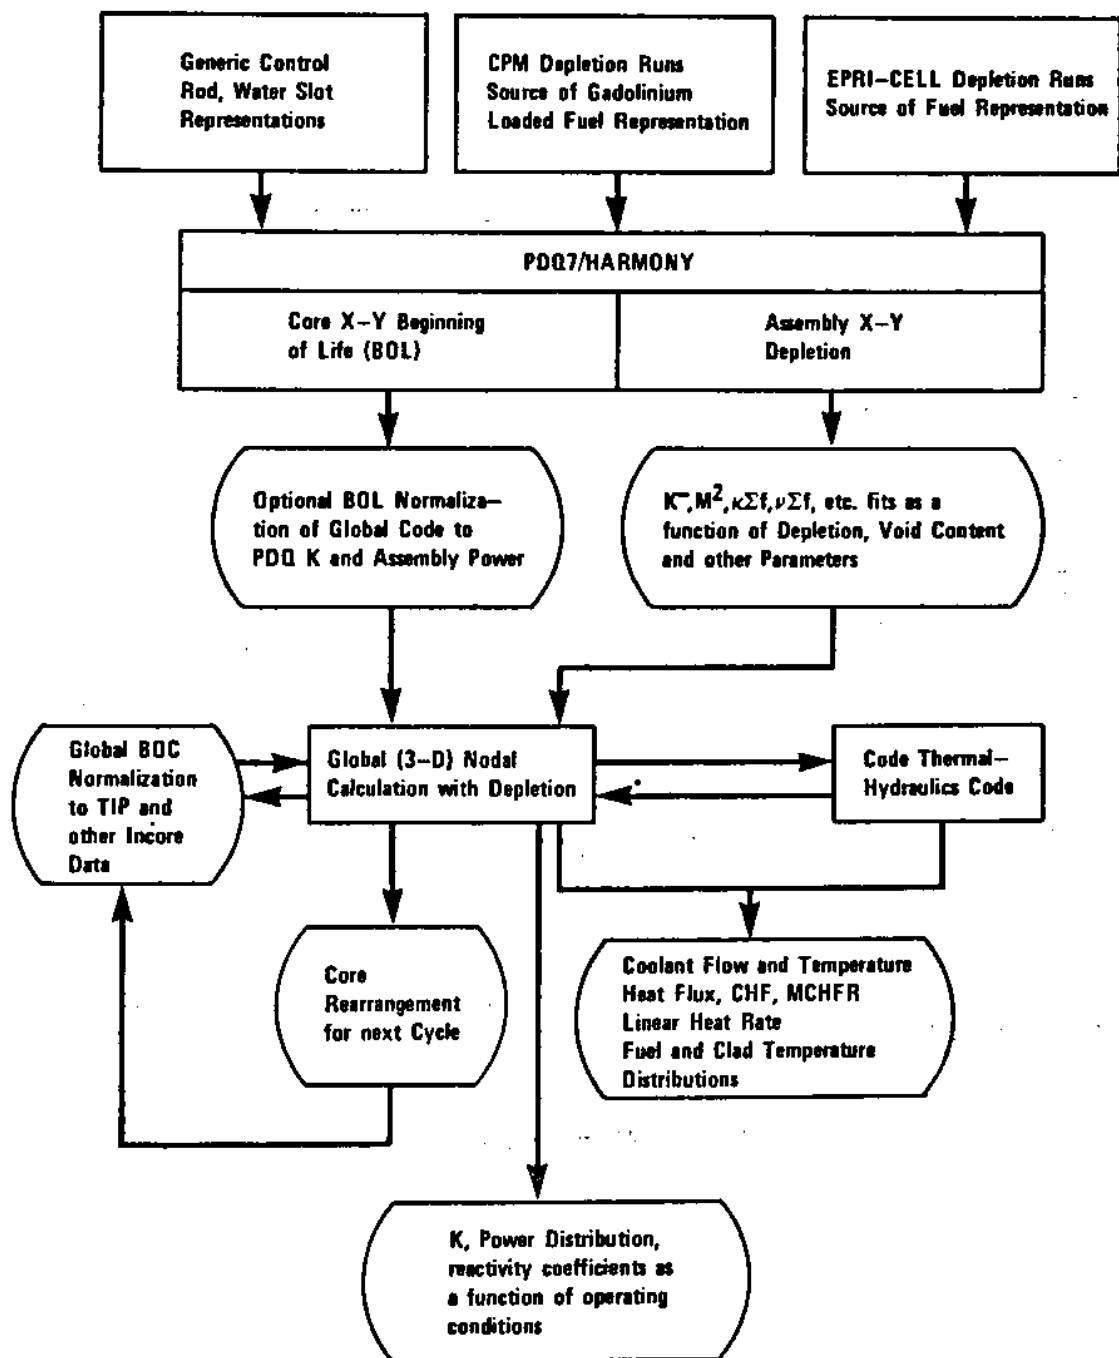 Generic Control
Rod, Water Slot
Representations
CPM Depletion Runs
Source of Gadolinium
Loaded Fuel Representation
EPRI-CELL Depletion Runs
Source of Fuel Representation
PDQ7/HARMONY
Core X-Y Beginning
of Life (BOL)
Assembly X-Y
Depletion
Optional BOL Normaliza-
tion of Global Code to
PDQ K and Assembly Power
K, M², κΣf, νΣf, etc. fits as a
function of Depletion, Void Content
and other Parameters
Global BOC
Normalization
to TIP and
other Incore
Data
Global (3-D) Nodal
Calculation with Depletion
Code Thermal-
Hydraulics Code
Core
Rearrangement
for next Cycle
Coolant Flow and Temperature
Heat Flux, CHF, MCHFR
Linear Heat Rate
Fuel and Clad Temperature
Distributions
K, Power Distribution,
reactivity coefficients as
a function of operating
conditions